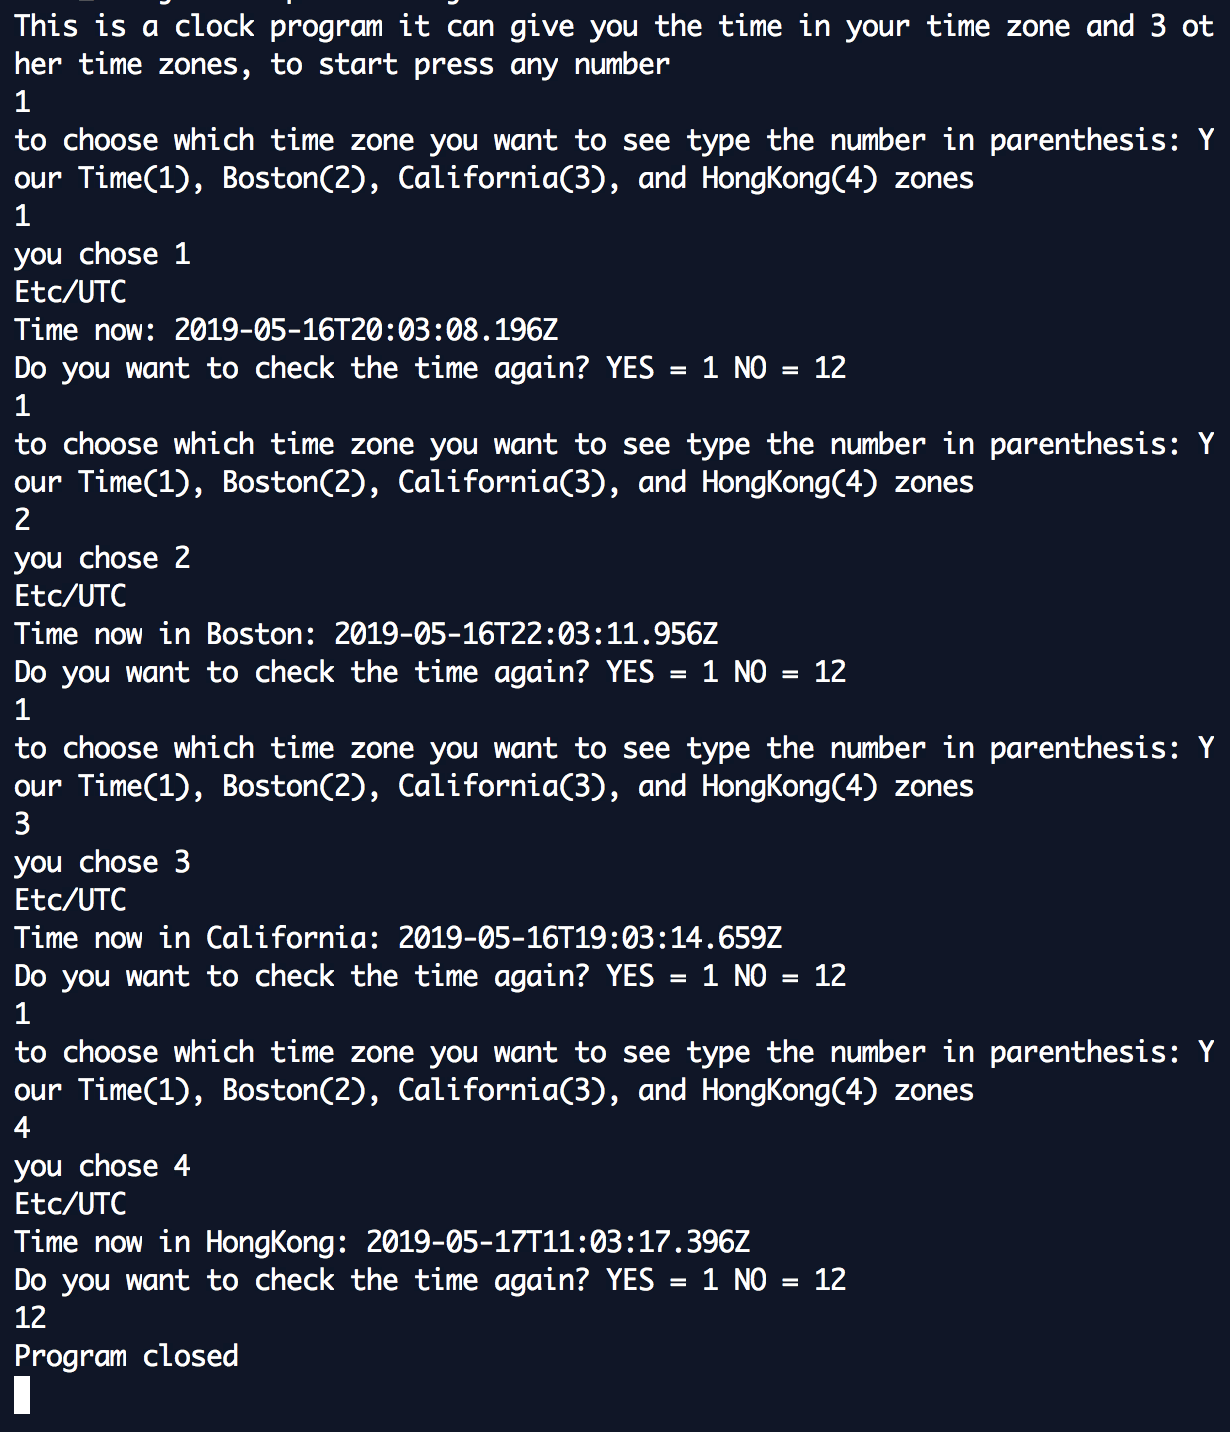 This is a clock program it can give you the time in your time zone and 3 ot
her time zones, to start press any number
1
to choose which time zone you want to see type the number in parenthesis: Y
our Time(1), Boston(2), California(3), and HongKong(4) zones
1
you chose 1
Etc/UTC
Time now: 2019-05-16T20:03:08.196Z
Do you want to check the time again? YES = 1 NO = 12
1
to choose which time zone you want to see type the number in parenthesis: Y
our Time(1), Boston(2), California(3), and HongKong(4) zones
2
you chose 2
Etc/UTC
Time now in Boston: 2019-05-16T22:03:11.956Z
Do you want to check the time again? YES = 1 NO = 12
1
to choose which time zone you want to see type the number in parenthesis: Y
our Time(1), Boston(2), California(3), and HongKong(4) zones
3
you chose 3
Etc/UTC
Time now in California: 2019-05-16T19:03:14.659Z
Do you want to check the time again? YES = 1 NO = 12
1
to choose which time zone you want to see type the number in parenthesis: Y
our Time(1), Boston(2), California(3), and HongKong(4) zones
4
you chose 4
Etc/UTC
Time now in HongKong: 2019-05-17T11:03:17.396Z
Do you want to check the time again? YES = 1 NO = 12
12
Program closed